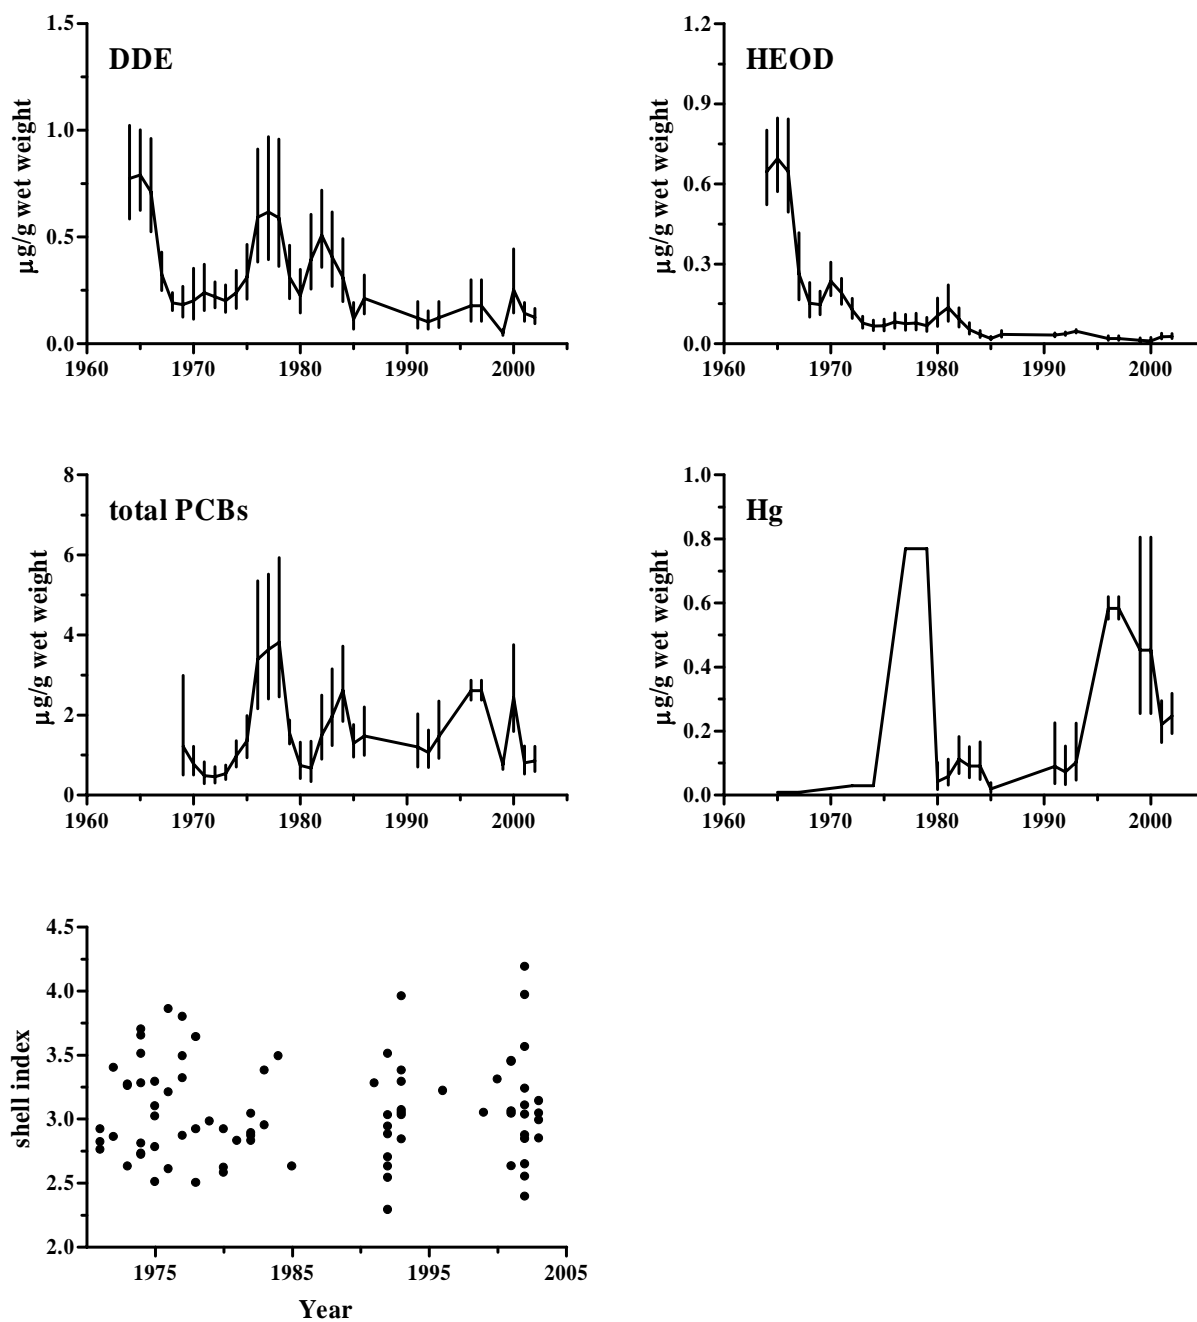 DDE
µg/g wet weight
1.5
1.0
0.5
0.0
1960 1970 1980 1990 2000
HEOD
µg/g wet weight
1.2
0.9
0.6
0.3
0.0
1960 1970 1980 1990 2000
total PCBs
µg/g wet weight
8
6
4
2
0
1960 1970 1980 1990 2000
Hg
µg/g wet weight
1.0
0.8
0.6
0.4
0.2
0.0
1960 1970 1980 1990 2000
shell index
4.5
4.0
3.5
3.0
2.5
2.0
1975 1985 1995 2005
Year